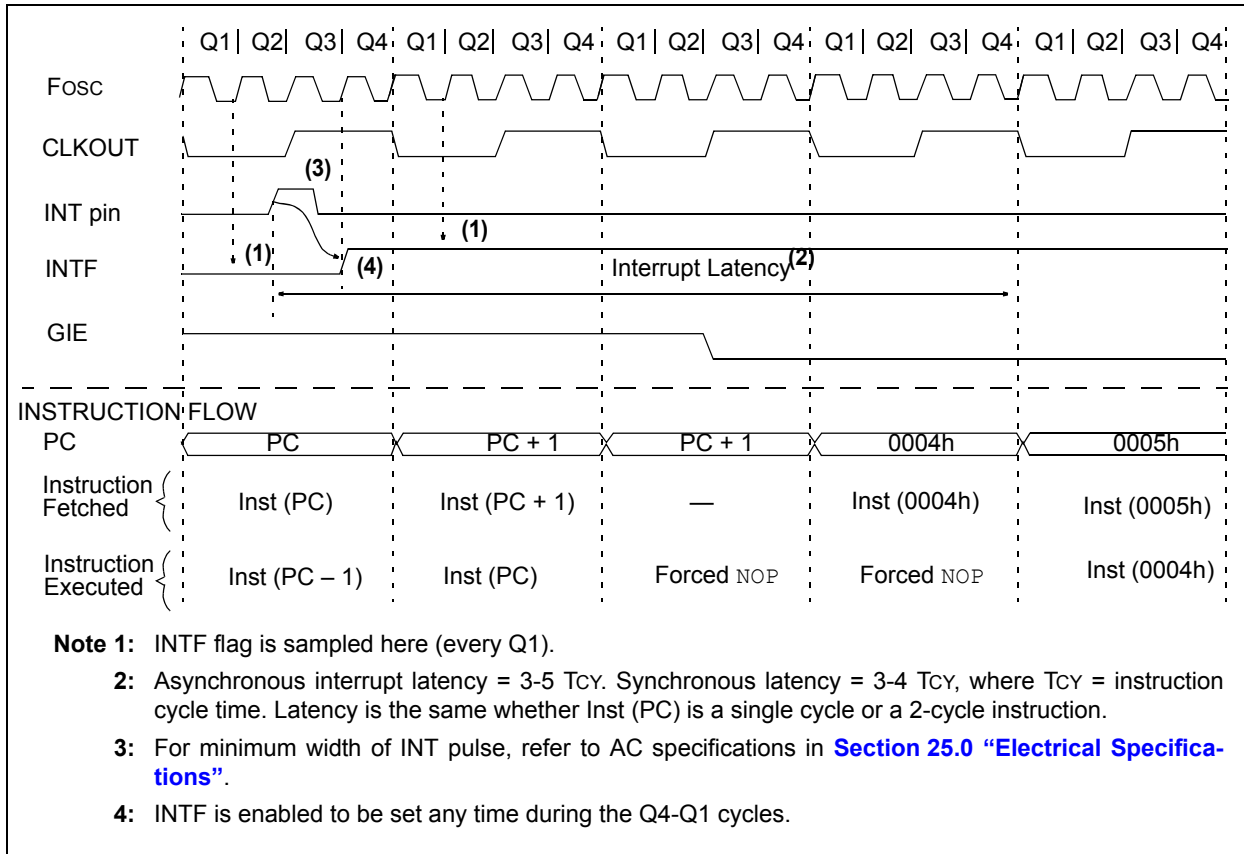 Q1| Q2| Q3| Q4 Q1| Q2| Q3| Q4 Q1| Q2| Q3| Q4 Q1| Q2| Q3| Q4 Q1| Q2| Q3| Q4
FOSC
CLKOUT
(3)
INT pin
(1)
(1)
INTF
(4)
Interrupt Latency(2)
GIE
INSTRUCTION FLOW
PC PC PC + 1 PC + 1 0004h 0005h
Instruction
Fetched
Inst (PC) Inst (PC + 1) — Inst (0004h) Inst (0005h)
Instruction
Executed
Inst (PC – 1) Inst (PC) Forced NOP Forced NOP Inst (0004h)
Note 1: INTF flag is sampled here (every Q1).
2: Asynchronous interrupt latency = 3-5 TCY. Synchronous latency = 3-4 TCY, where TCY = instruction
cycle time. Latency is the same whether Inst (PC) is a single cycle or a 2-cycle instruction.
3: For minimum width of INT pulse, refer to AC specifications in Section 25.0 “Electrical Specifica-
tions”.
4: INTF is enabled to be set any time during the Q4-Q1 cycles.